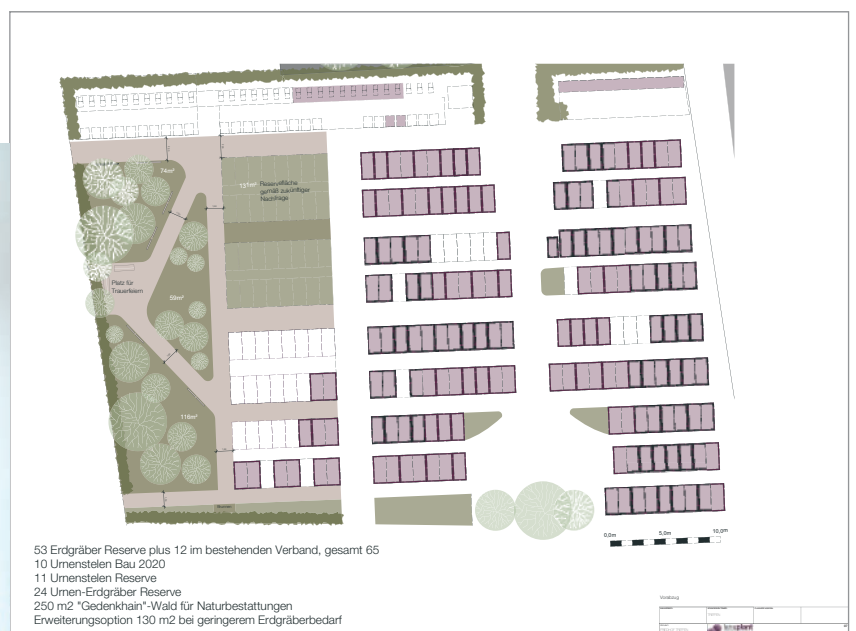 74m²
131m²
Reservefläche
gemäß zukünftiger
Nachfrage
Platz für
Trauerfeiern
59m²
116m²
0,0m 5,0m 10,0m
53 Erdgräber Reserve plus 12 im bestehenden Verband, gesamt 65
10 Urnenstelen Bau 2020
11 Urnenstelen Reserve
24 Urnen-Erdgräber Reserve
250 m2 "Gedenkhain"-Wald für Naturbestattungen
Erweiterungsoption 130 m2 bei geringerem Erdgräberbedarf
Vorabzug